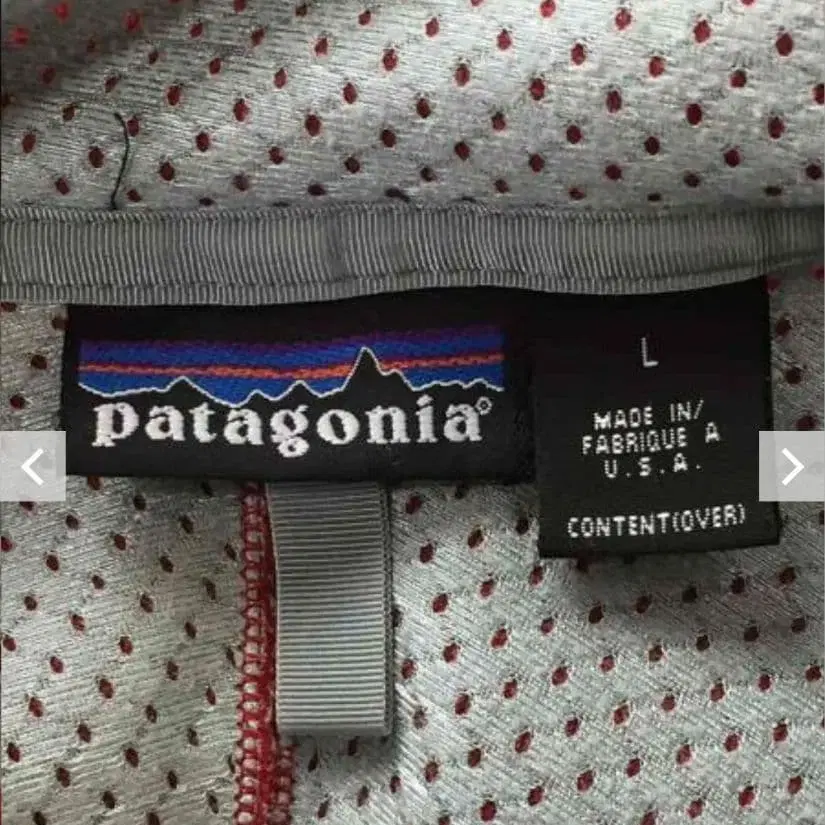 patagonia®
L
MADE IN/
FABRIQUE A
U.S.A.
CONTENT(OVER)